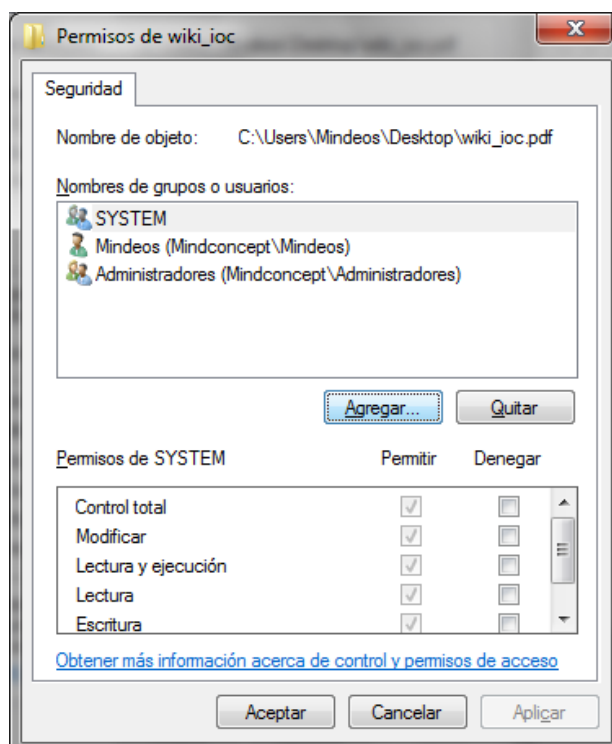 Permisos de wiki_ioc
Seguridad
Nombre de objeto: C:\Users\Mindeos\Desktop\wiki_ioc.pdf
Nombres de grupos o usuarios:
SYSTEM
Mindeos (Mindconcept\Mindeos)
Administradores (Mindconcept\Administradores)
Agregar... Quitar
Permisos de SYSTEM Permitir Denegar
Control total
Modificar
Lectura y ejecución
Lectura
Escritura
Obtener más información acerca de control y permisos de acceso
Aceptar Cancelar Aplicar